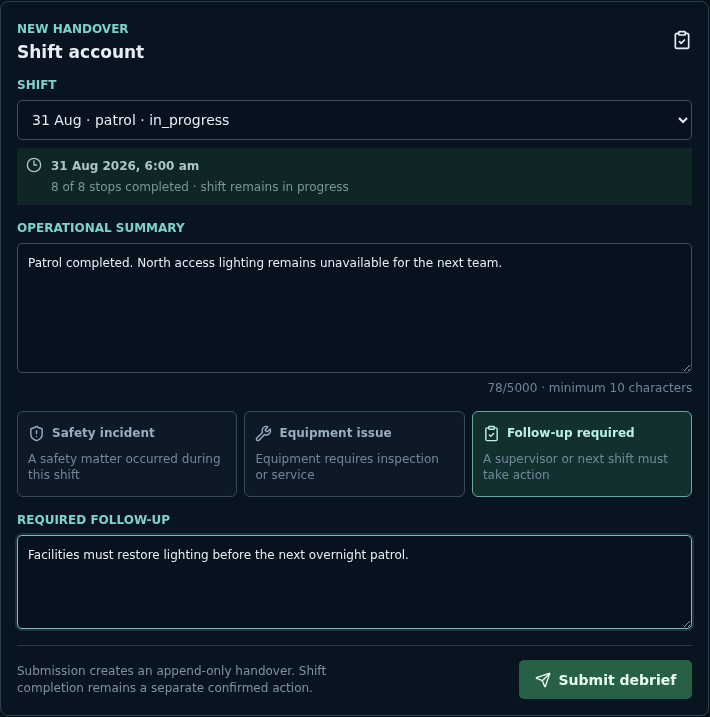 NEW HANDOVER
Shift account
SHIFT
31 Aug · patrol · in_progress
31 Aug 2026, 6:00 am
8 of 8 stops completed · shift remains in progress
OPERATIONAL SUMMARY
Patrol completed. North access lighting remains unavailable for the next team.
78/5000 · minimum 10 characters
Safety incident
A safety matter occurred during
this shift
Equipment issue
Equipment requires inspection
or service
Follow-up required
A supervisor or next shift must
take action
REQUIRED FOLLOW-UP
Facilities must restore lighting before the next overnight patrol.
Submission creates an append-only handover. Shift
completion remains a separate confirmed action.
Submit debrief